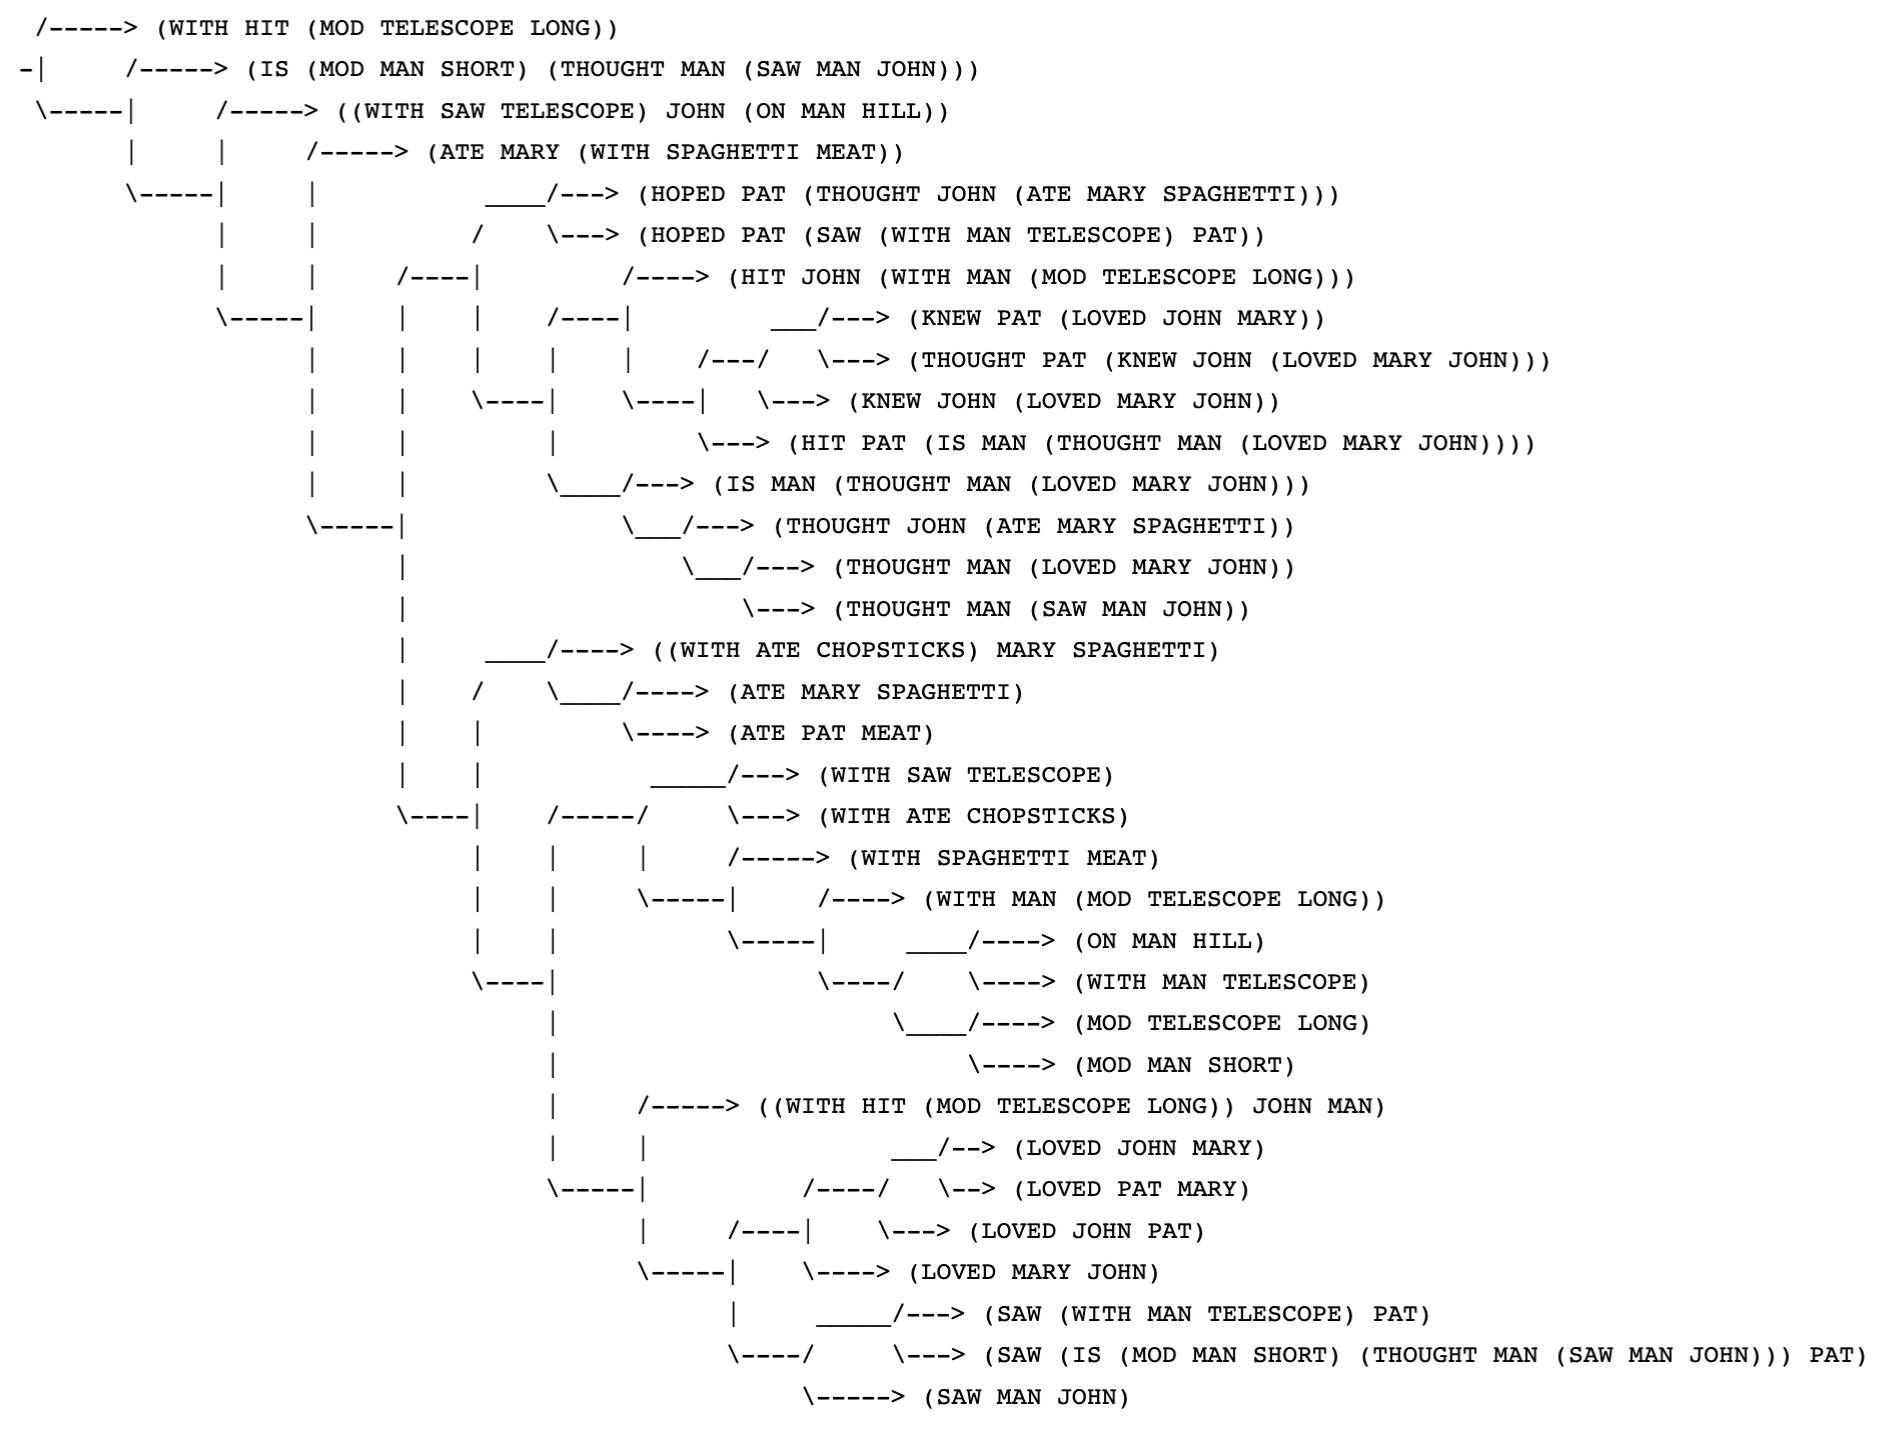 /-----> (WITH HIT (MOD TELESCOPE LONG))
-|     /-----> (IS (MOD MAN SHORT) (THOUGHT MAN (SAW MAN JOHN)))
 \-----|     /-----> ((WITH SAW TELESCOPE) JOHN (ON MAN HILL))
       |     |     /-----> (ATE MARY (WITH SPAGHETTI MEAT))
       \-----|     |           ____/---> (HOPED PAT (THOUGHT JOHN (ATE MARY SPAGHETTI)))
             |     |          /    \---> (HOPED PAT (SAW (WITH MAN TELESCOPE) PAT))
             |     |     /----|         /----> (HIT JOHN (WITH MAN (MOD TELESCOPE LONG)))
             \-----|     |    |    /----|         ___/---> (KNEW PAT (LOVED JOHN MARY))
                   |     |    |    |    |    /---/   \---> (THOUGHT PAT (KNEW JOHN (LOVED MARY JOHN)))
                   |     |    \----|    \----|   \---> (KNEW JOHN (LOVED MARY JOHN))
                   |     |         |         \---> (HIT PAT (IS MAN (THOUGHT MAN (LOVED MARY JOHN))))
                   |     |         \____/---> (IS MAN (THOUGHT MAN (LOVED MARY JOHN)))
                   \-----|              \___/---> (THOUGHT JOHN (ATE MARY SPAGHETTI))
                         |                  \___/---> (THOUGHT MAN (LOVED MARY JOHN))
                         |                      \---> (THOUGHT MAN (SAW MAN JOHN))
                         |     ____/----> ((WITH ATE CHOPSTICKS) MARY SPAGHETTI)
                         |    /    \____/----> (ATE MARY SPAGHETTI)
                         |    |         \----> (ATE PAT MEAT)
                         |    |           _____/---> (WITH SAW TELESCOPE)
                         \----|    /-----/     \---> (WITH ATE CHOPSTICKS)
                              |    |     |     /-----> (WITH SPAGHETTI MEAT)
                              |    |     \-----|     /----> (WITH MAN (MOD TELESCOPE LONG))
                              |    |           \-----|     ____/----> (ON MAN HILL)
                              \----|                 \----/    \----> (WITH MAN TELESCOPE)
                                   |                      \____/----> (MOD TELESCOPE LONG)
                                   |                           \----> (MOD MAN SHORT)
                                   |     /-----> ((WITH HIT (MOD TELESCOPE LONG)) JOHN MAN)
                                   |     |                ___/--> (LOVED JOHN MARY)
                                   \-----|          /----/   \--> (LOVED PAT MARY)
                                         |     /----|    \---> (LOVED JOHN PAT)
                                         \-----|    \----> (LOVED MARY JOHN)
                                               |     _____/---> (SAW (WITH MAN TELESCOPE) PAT)
                                               \----/     \---> (SAW (IS (MOD MAN SHORT) (THOUGHT MAN (SAW MAN JOHN))) PAT)
                                                    \-----> (SAW MAN JOHN)